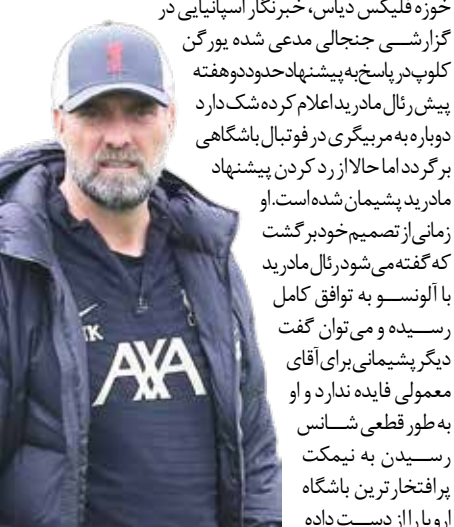 خوزه فلیکس دیاس، خبرنگار اسپانیایی در
گزارشی جنجالی مدعی شده یورگن
کلوپ در پاسخ به پیشنهاد حدود دو هفته
پیش رئال مادرید اعلام کرده شک دارد
دوباره به مربیگری در فوتبال باشگاهی
برگردد اما حالا از رد کردن پیشنهاد
مادرید پشیمان شده است. او
زمانی از تصمیم خود برگشت
که گفته می‌شود رئال مادرید
با آلونسو به توافق کامل
رسیده و می‌توان گفت
دیگر پشیمانی برای آقای
معمولی فایده ندارد و او
به طور قطعی شانس
رسیدن به نیمکت
پرافتخارترین باشگاه
اروپا را از دست داده
AXA